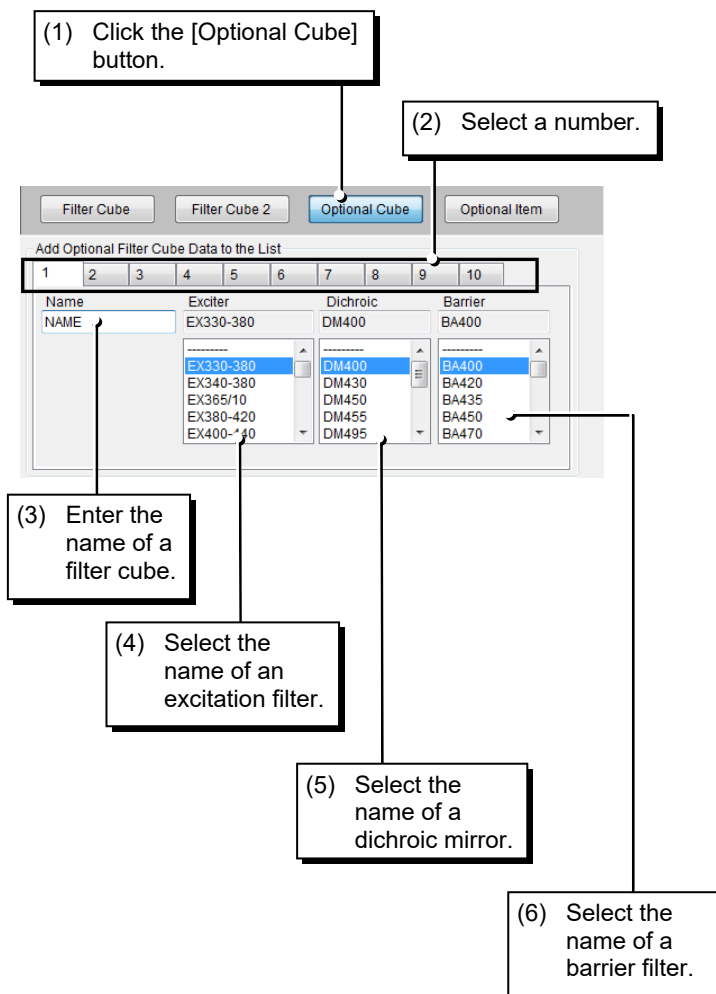 (1) Click the [Optional Cube]
button.
(2) Select a number.
Filter Cube
Filter Cube 2
Optional Cube
Optional Item
Add Optional Filter Cube Data to the List
1 2 3 4 5 6 7 8 9 10
Name Exciter Dichroic Barrier
NAME EX330-380 DM400 BA400
--------- --------- ---------
EX330-380 DM400 BA400
EX340-380 DM430 BA420
EX365/10 DM450 BA435
EX380-420 DM455 BA450
EX400-440 DM495 BA470
(3) Enter the
name of a
filter cube.
(4) Select the
name of an
excitation filter.
(5) Select the
name of a
dichroic mirror.
(6) Select the
name of a
barrier filter.